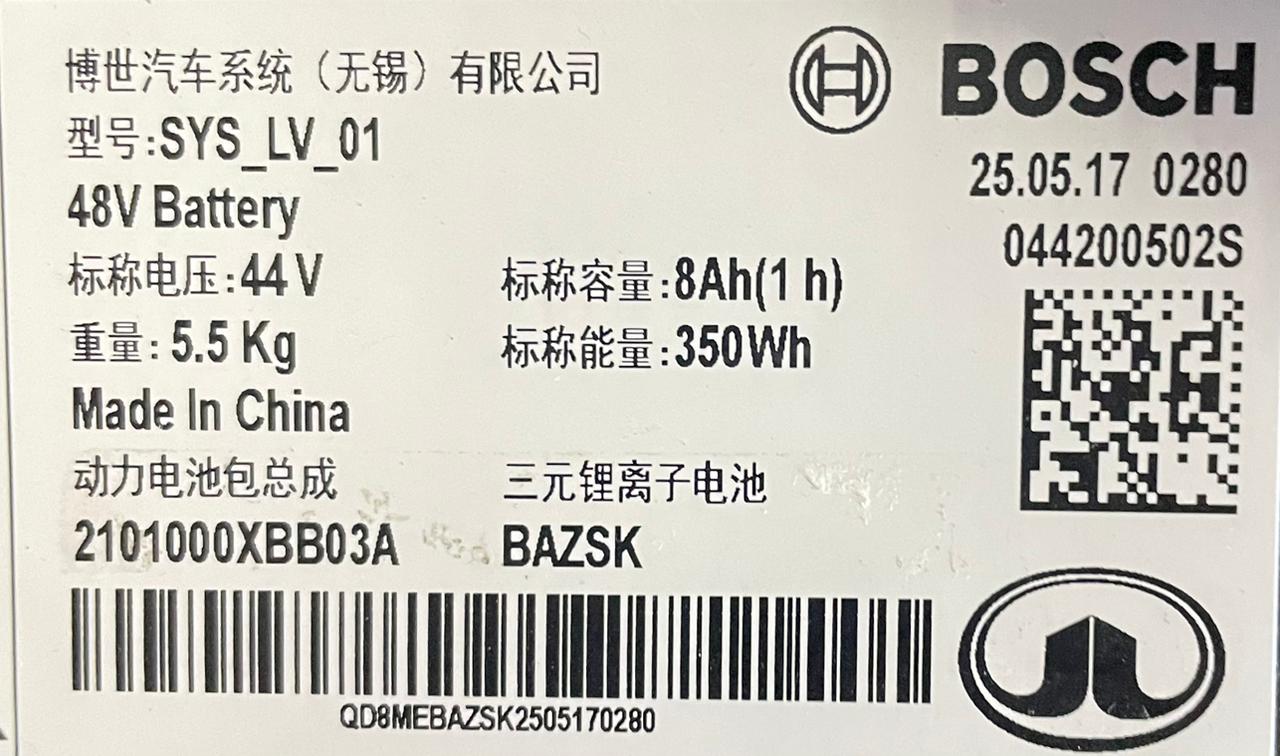 博世汽车系统（无锡）有限公司
BOSCH
型号:SYS_LV_01
25.05.17 0280
48V Battery
044200502S
标称电压:44V
标称容量:8Ah(1 h)
重量:5.5 Kg
标称能量:350Wh
Made In China
动力电池包总成
三元锂离子电池
2101000XBB03A
BAZSK
QD8MEBAZSK2505170280